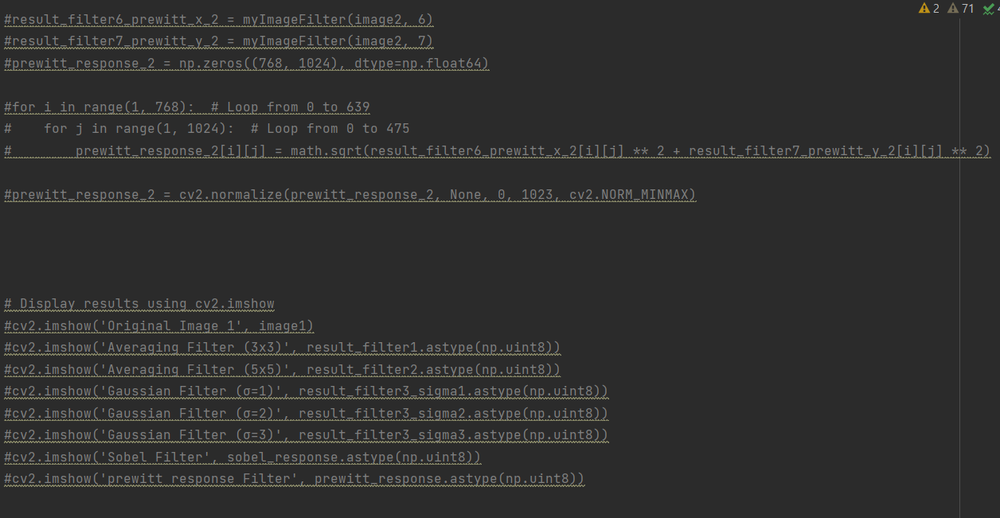 2 71 4
#result_filter6_prewitt_x_2 = myImageFilter(image2, 6)
#result_filter7_prewitt_y_2 = myImageFilter(image2, 7)
#prewitt_response_2 = np.zeros((768, 1024), dtype=np.float64)
#for i in range(1, 768):  # Loop from 0 to 639
#    for j in range(1, 1024):  # Loop from 0 to 475
#        prewitt_response_2[i][j] = math.sqrt(result_filter6_prewitt_x_2[i][j] ** 2 + result_filter7_prewitt_y_2[i][j] ** 2)
#prewitt_response_2 = cv2.normalize(prewitt_response_2, None, 0, 1023, cv2.NORM_MINMAX)
# Display results using cv2.imshow
#cv2.imshow('Original Image 1', image1)
#cv2.imshow('Averaging Filter (3x3)', result_filter1.astype(np.uint8))
#cv2.imshow('Averaging Filter (5x5)', result_filter2.astype(np.uint8))
#cv2.imshow('Gaussian Filter (σ=1)', result_filter3_sigma1.astype(np.uint8))
#cv2.imshow('Gaussian Filter (σ=2)', result_filter3_sigma2.astype(np.uint8))
#cv2.imshow('Gaussian Filter (σ=3)', result_filter3_sigma3.astype(np.uint8))
#cv2.imshow('Sobel Filter', sobel_response.astype(np.uint8))
#cv2.imshow('prewitt response Filter', prewitt_response.astype(np.uint8))